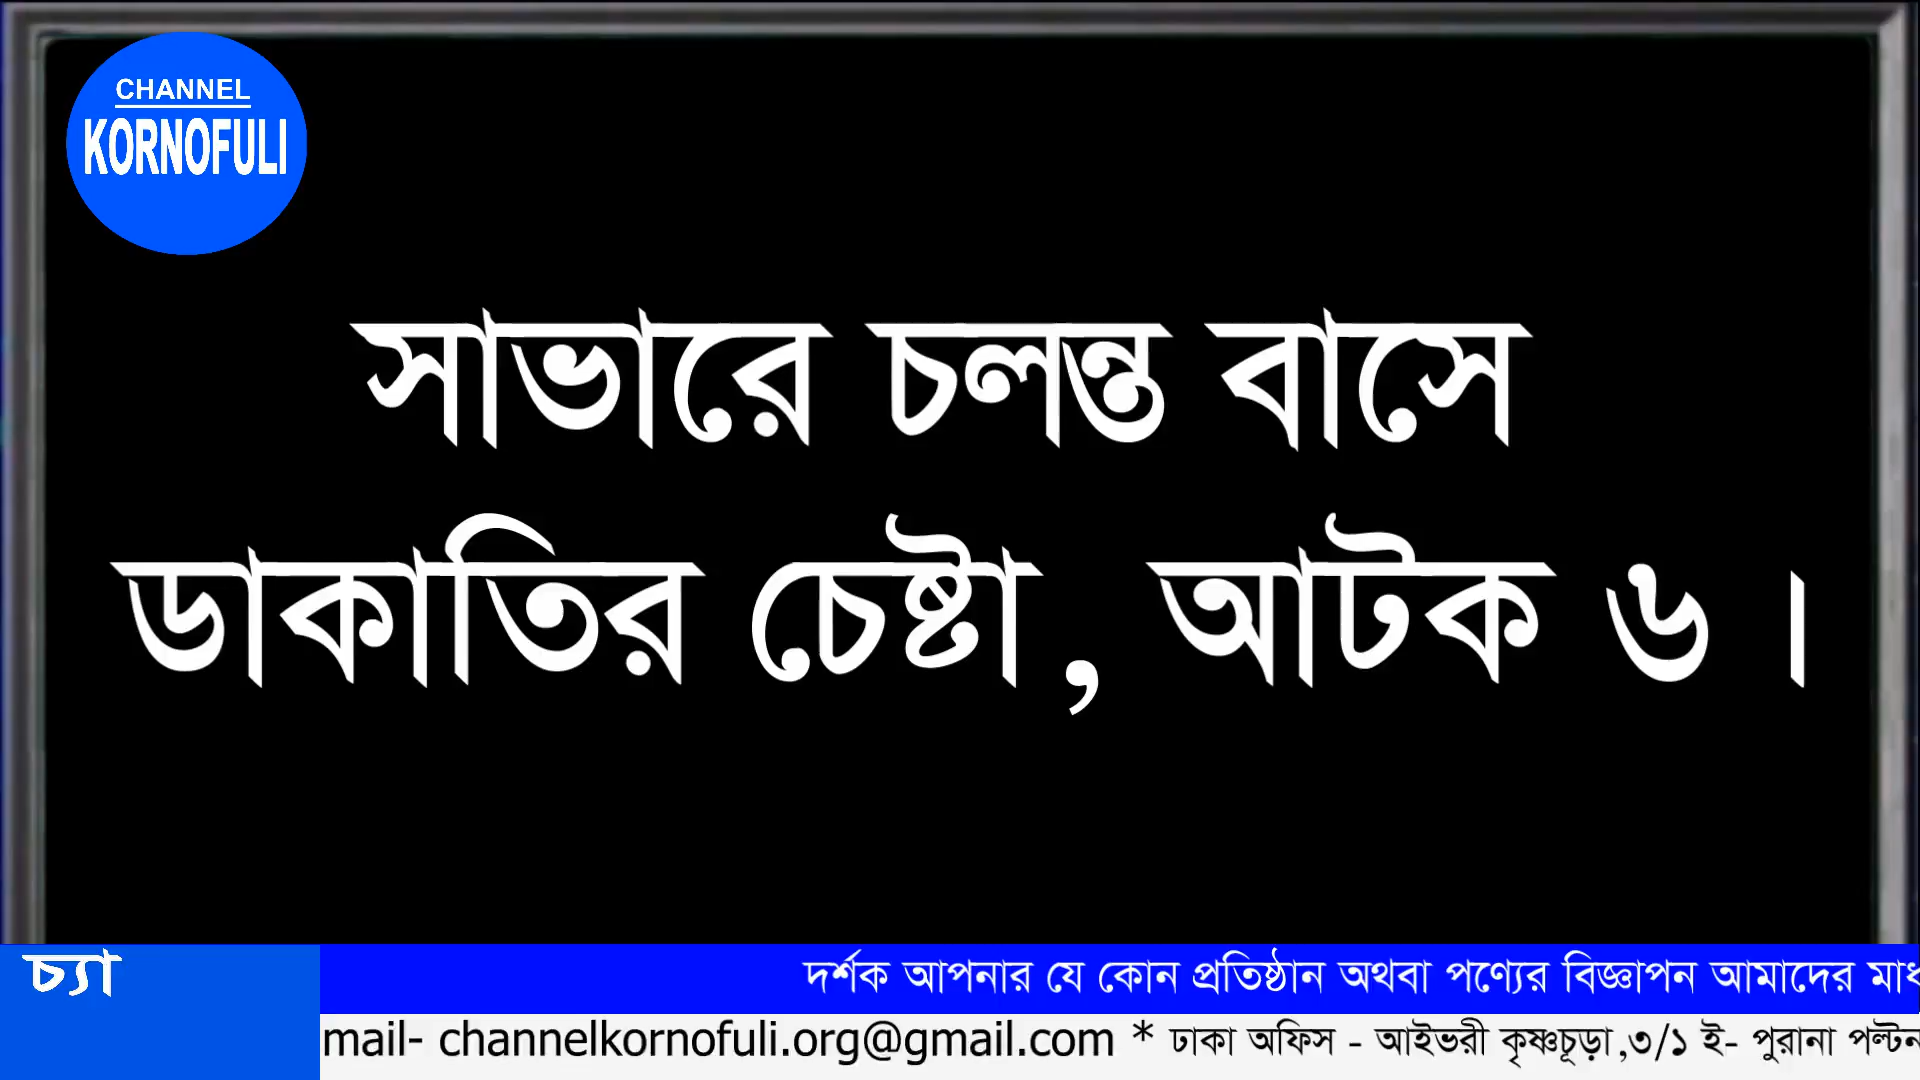 CHANNEL
KORNOFULI
সাভারে চলন্ত বাসে
ডাকাতির চেষ্টা, আটক ৬ ।
চ্যা
দর্শক আপনার যে কোন প্রতিষ্ঠান অথবা পণ্যের বিজ্ঞাপন আমাদের
mail- channelkornofuli.org@gmail.com * ঢাকা অফিস - আইভরী কৃষ্ণচূড়া,৩/১ ই- পুরানা পল্টন